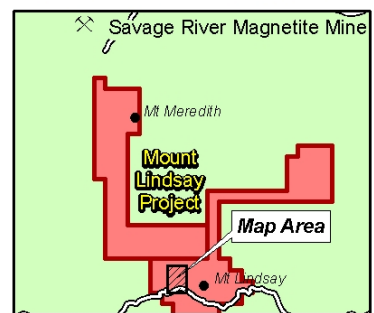 Savage River Magnetite Mine
Mt Meredith
Mount
Lindsay
Project
Map Area
Mt Lindsay